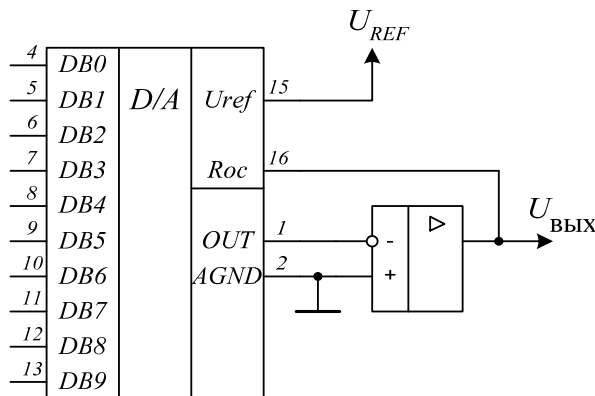 U_REF
4 DB0 D/A Uref 15
5 DB1
6 DB2
7 DB3 Roc 16
8 DB4
9 DB5 OUT 1 - ▷ U_ВЫХ
10 DB6 AGND 2 +
11 DB7
12 DB8
13 DB9